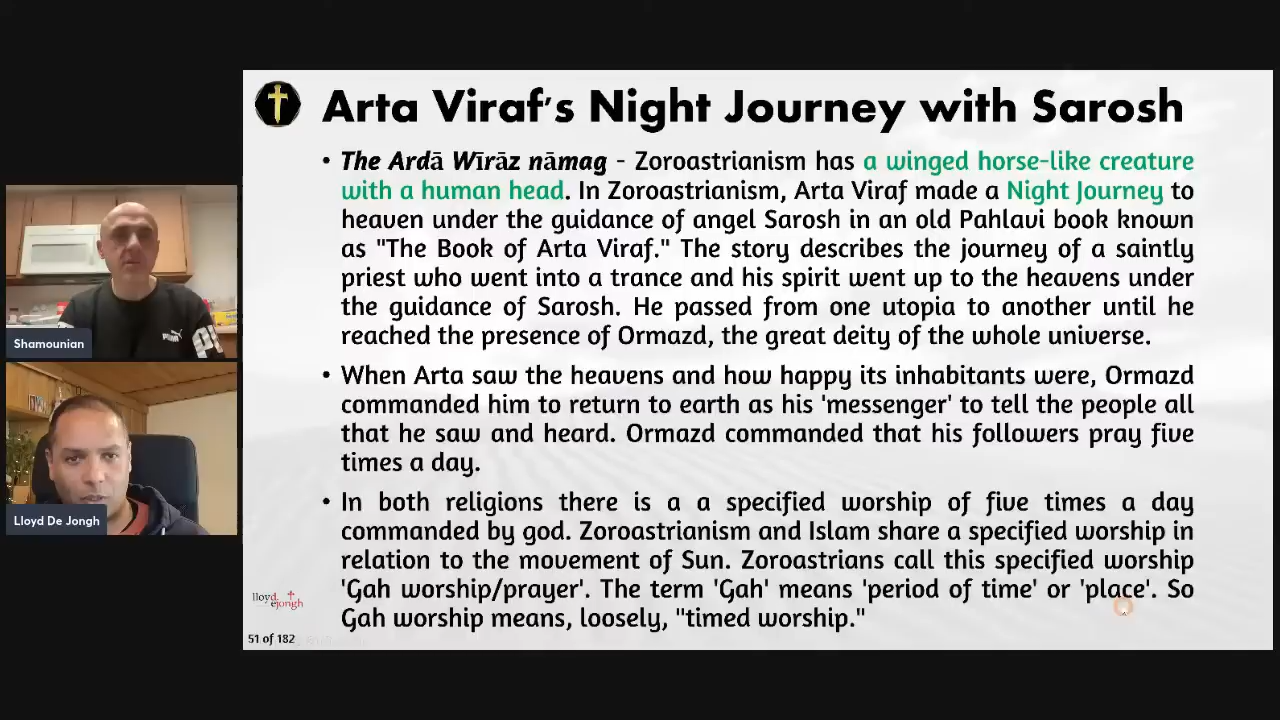 Arta Viraf's Night Journey with Sarosh
• The Ardā Wīrāz nāmag - Zoroastrianism has a winged horse-like creature
with a human head. In Zoroastrianism, Arta Viraf made a Night Journey to
heaven under the guidance of angel Sarosh in an old Pahlavi book known
as "The Book of Arta Viraf." The story describes the journey of a saintly
priest who went into a trance and his spirit went up to the heavens under
the guidance of Sarosh. He passed from one utopia to another until he
reached the presence of Ormazd, the great deity of the whole universe.
• When Arta saw the heavens and how happy its inhabitants were, Ormazd
commanded him to return to earth as his 'messenger' to tell the people all
that he saw and heard. Ormazd commanded that his followers pray five
times a day.
• In both religions there is a a specified worship of five times a day
commanded by god. Zoroastrianism and Islam share a specified worship in
relation to the movement of Sun. Zoroastrians call this specified worship
'Gah worship/prayer'. The term 'Gah' means 'period of time' or 'place'. So
Gah worship means, loosely, "timed worship."
lloyd
ejongh
51 of 182
Shamounian
PUMA
Lloyd De Jongh